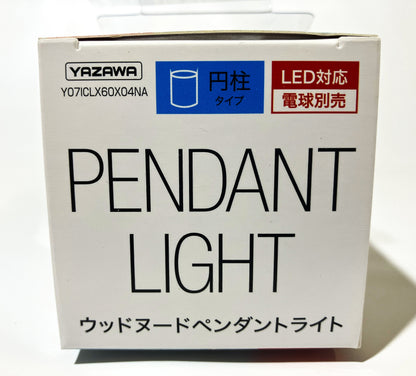 YAZAWA
Y07ICLX60X04NA
円柱
タイプ
LED対応
電球別売
PENDANT
LIGHT
ウッドヌードペンダントライト